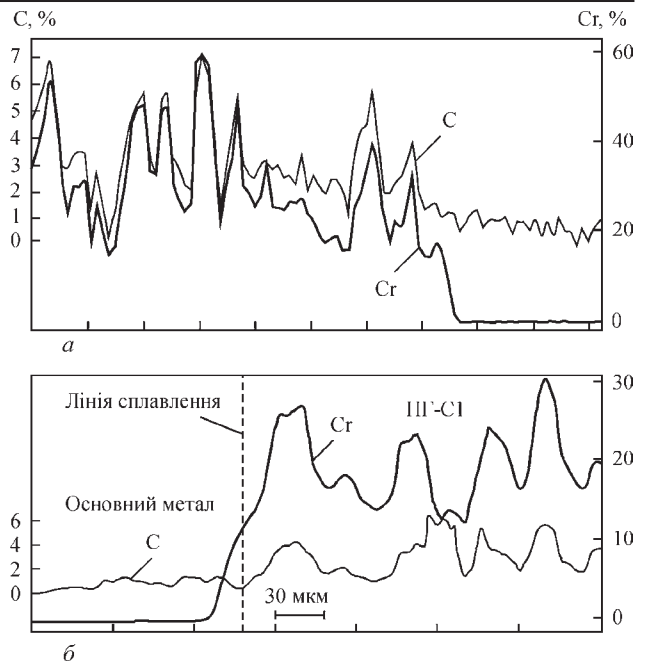 C, % Cr, %
7
6
5
4
3
2
1
0
60
40
20
0
C
Cr
а
Лінія сплавлення
Cr
ПГ-С1
Основний метал
C
6
4
2
0
30
20
10
0
30 мкм
б